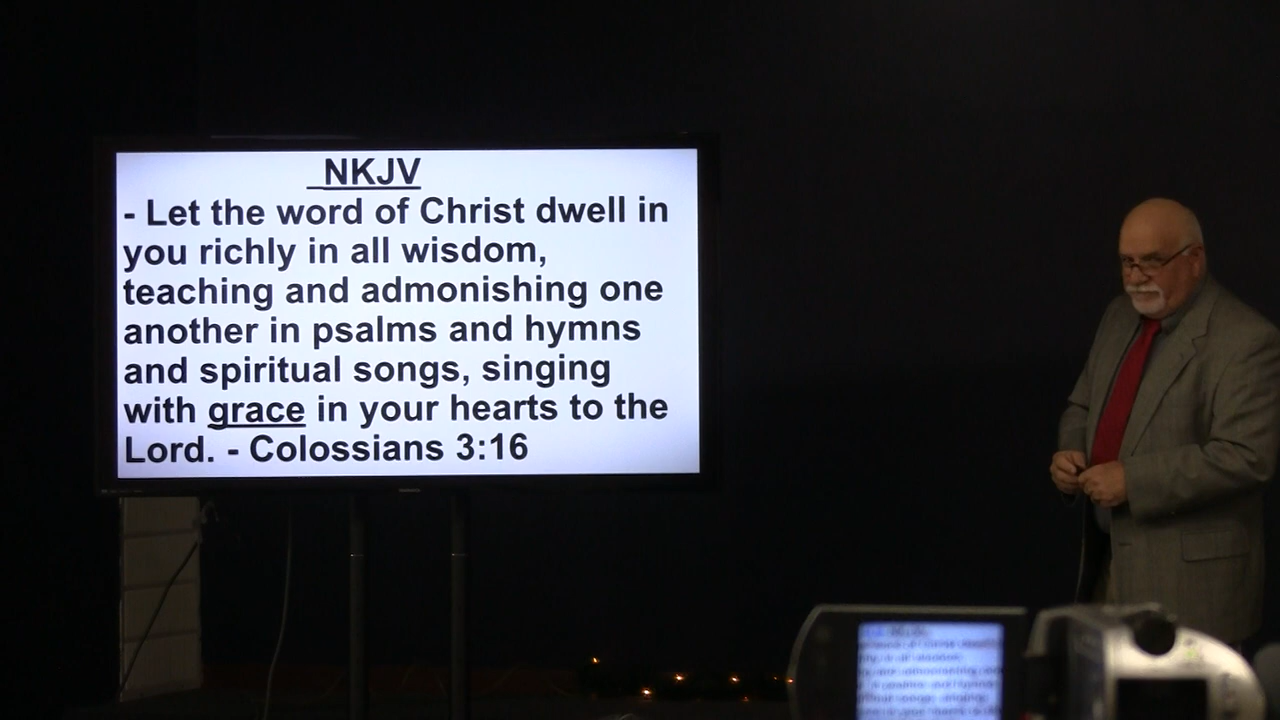 NKJV
- Let the word of Christ dwell in
you richly in all wisdom,
teaching and admonishing one
another in psalms and hymns
and spiritual songs, singing
with grace in your hearts to the
Lord. - Colossians 3:16